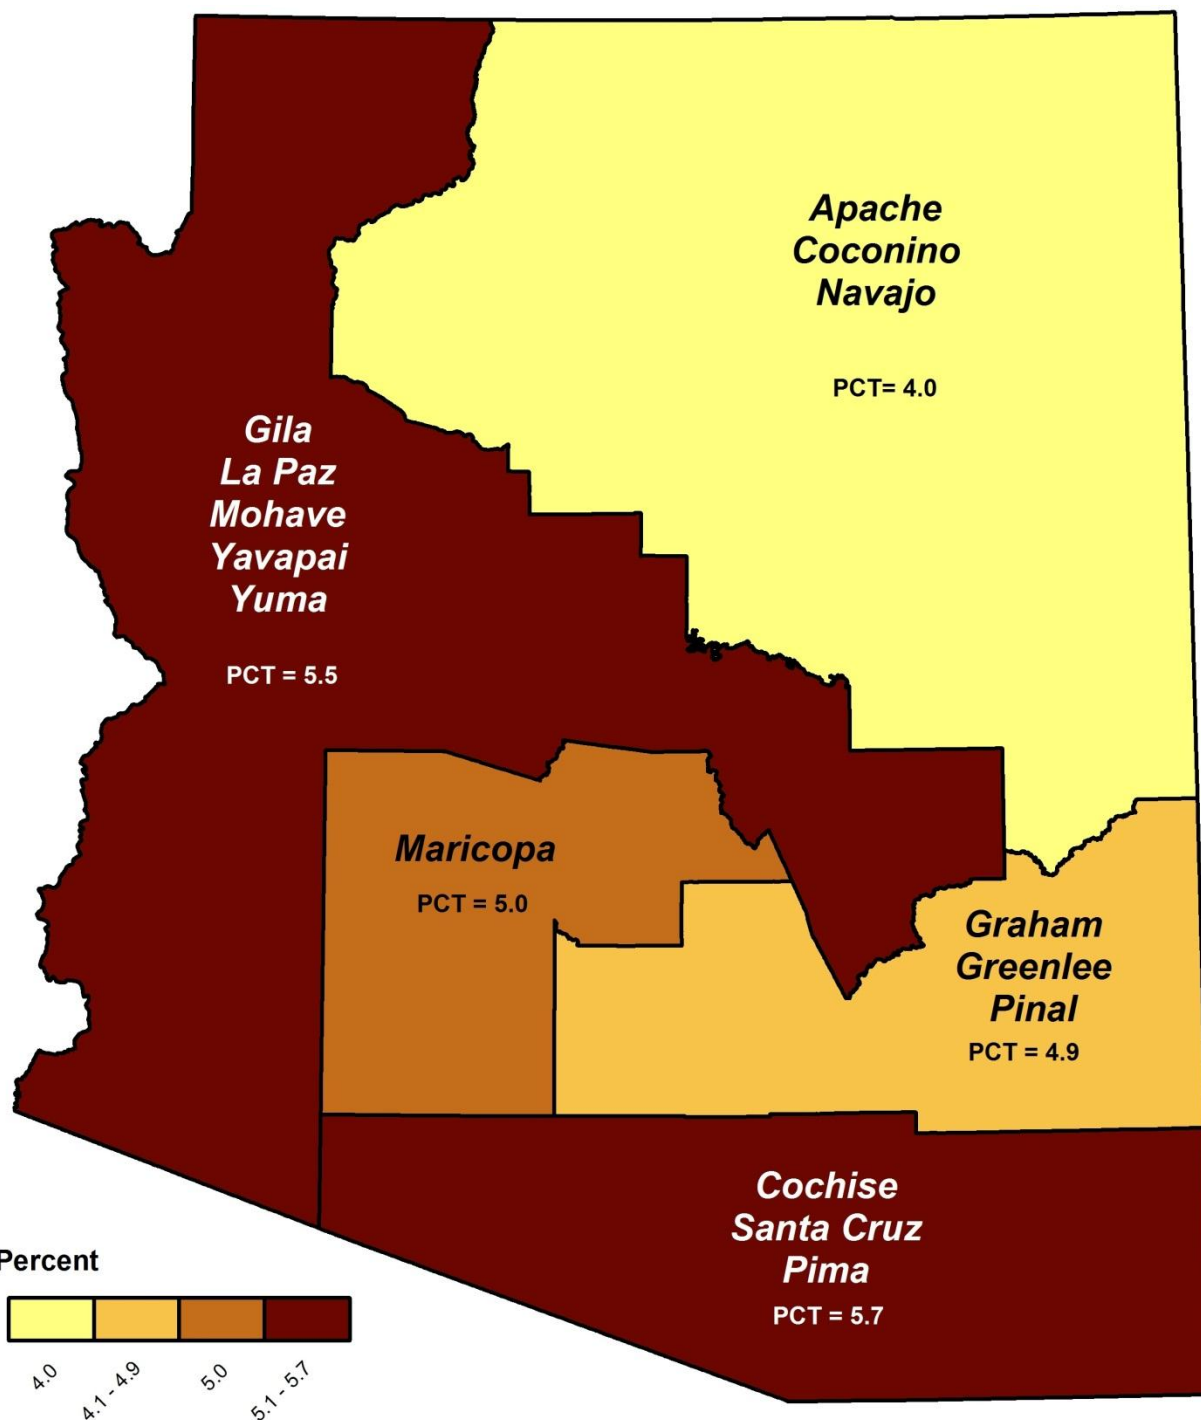 Apache
Coconino
Navajo
PCT= 4.0
Gila
La Paz
Mohave
Yavapai
Yuma
PCT = 5.5
Maricopa
PCT = 5.0
Graham
Greenlee
Pinal
PCT = 4.9
Cochise
Santa Cruz
Pima
PCT = 5.7
Percent
4.0
4.1 - 4.9
5.0
5.1 - 5.7